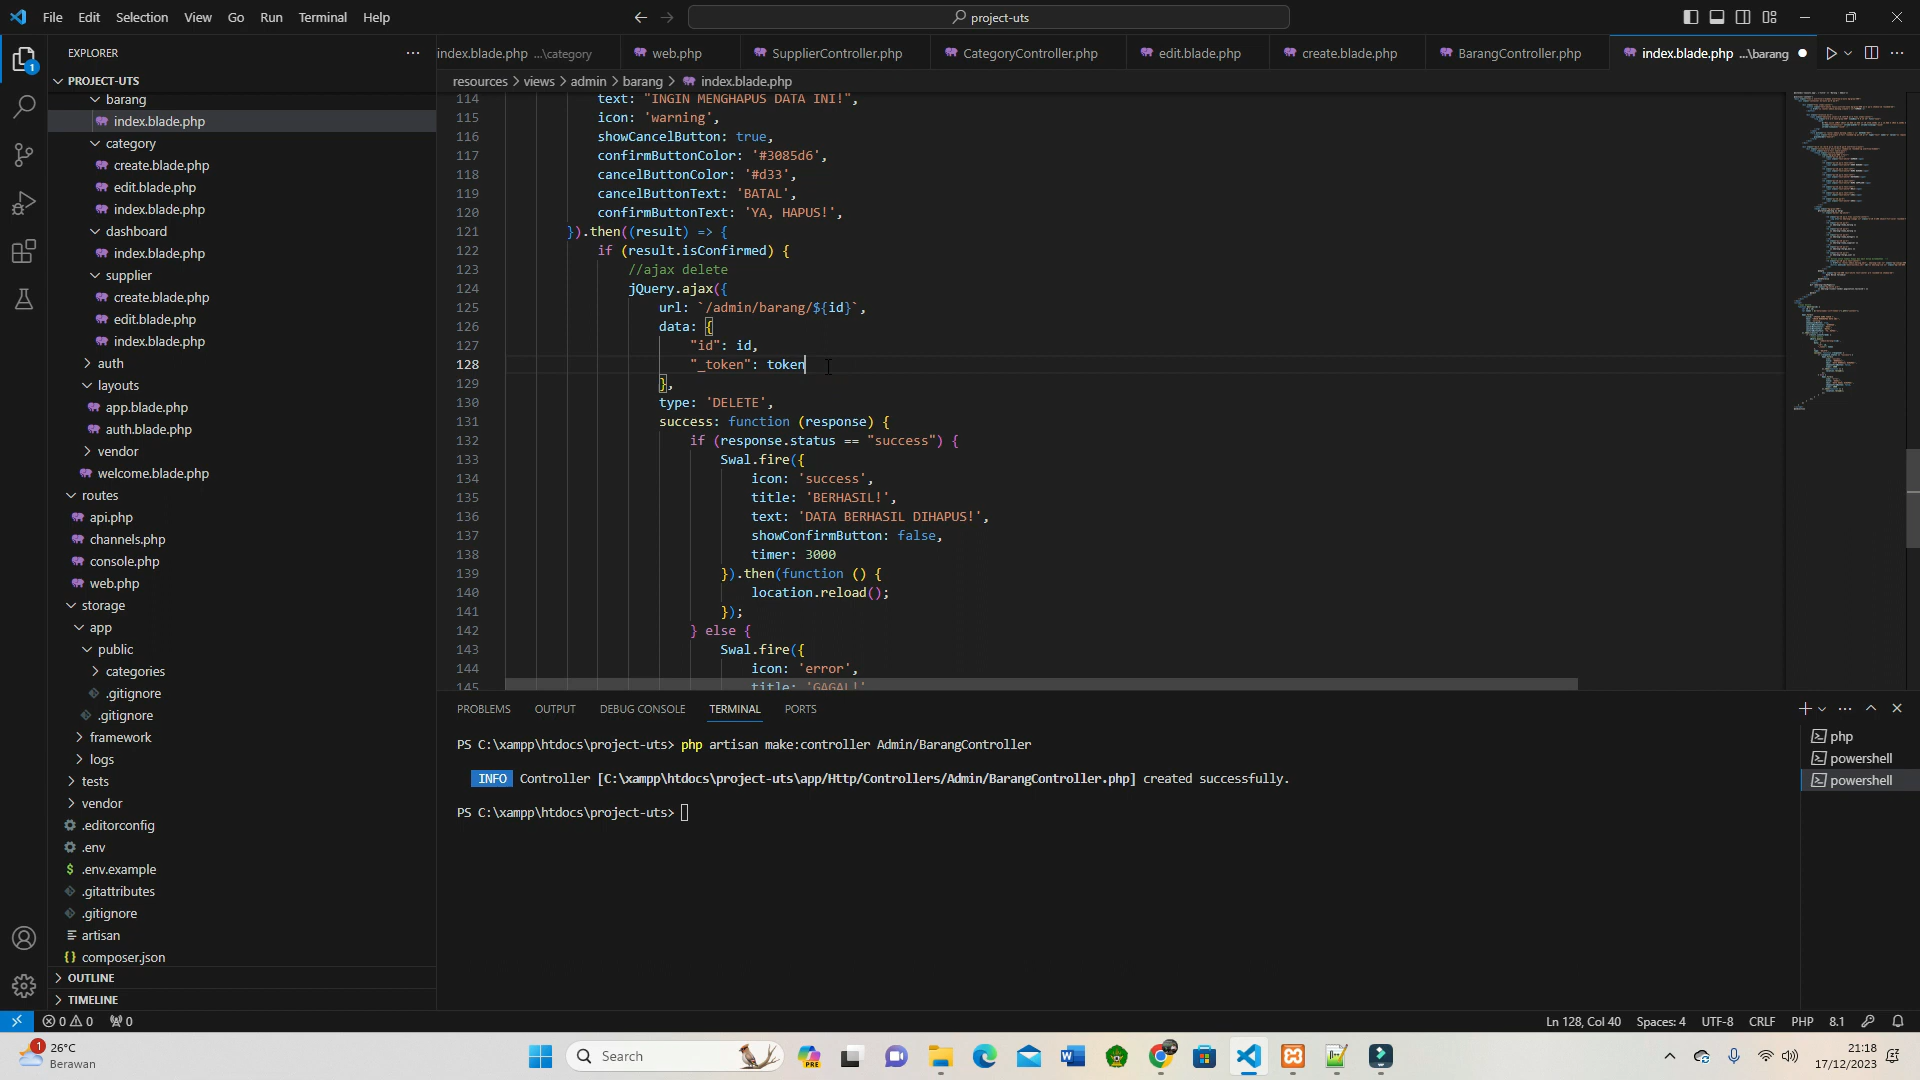 File Edit Selection View Go Run Terminal Help
project-uts
EXPLORER
PROJECT-UTS
barang
index.blade.php
category
create.blade.php
edit.blade.php
index.blade.php
dashboard
index.blade.php
supplier
create.blade.php
edit.blade.php
index.blade.php
auth
layouts
app.blade.php
auth.blade.php
vendor
welcome.blade.php
routes
api.php
channels.php
console.php
web.php
storage
app
public
categories
.gitignore
.gitignore
framework
logs
tests
vendor
.editorconfig
.env
.env.example
.gitattributes
.gitignore
artisan
composer.json
OUTLINE
TIMELINE
index.blade.php ...\category web.php SupplierController.php CategoryController.php edit.blade.php create.blade.php BarangController.php index.blade.php ...\barang
resources > views > admin > barang > index.blade.php
114 text: "INGIN MENGHAPUS DATA INI!",
115 icon: 'warning',
116 showCancelButton: true,
117 confirmButtonColor: '#3085d6',
118 cancelButtonColor: '#d33',
119 cancelButtonText: 'BATAL',
120 confirmButtonText: 'YA, HAPUS!',
121 }).then((result) => {
122 if (result.isConfirmed) {
123 //ajax delete
124 jQuery.ajax({
125 url: `/admin/barang/${id}`,
126 data: {
127 "id": id,
128 "_token": token
129 },
130 type: 'DELETE',
131 success: function (response) {
132 if (response.status == "success") {
133 Swal.fire({
134 icon: 'success',
135 title: 'BERHASIL!',
136 text: 'DATA BERHASIL DIHAPUS!',
137 showConfirmButton: false,
138 timer: 3000
139 }).then(function () {
140 location.reload();
141 });
142 } else {
143 Swal.fire({
144 icon: 'error',
145 title: 'GAGAL!'
PROBLEMS OUTPUT DEBUG CONSOLE TERMINAL PORTS
PS C:\xampp\htdocs\project-uts> php artisan make:controller Admin/BarangController
INFO Controller [C:\xampp\htdocs\project-uts\app/Http/Controllers/Admin/BarangController.php] created successfully.
PS C:\xampp\htdocs\project-uts>
php
powershell
powershell
0 0 0
Ln 128, Col 40 Spaces: 4 UTF-8 CRLF PHP 8.1
26°C
Berawan
Search
21:18
17/12/2023